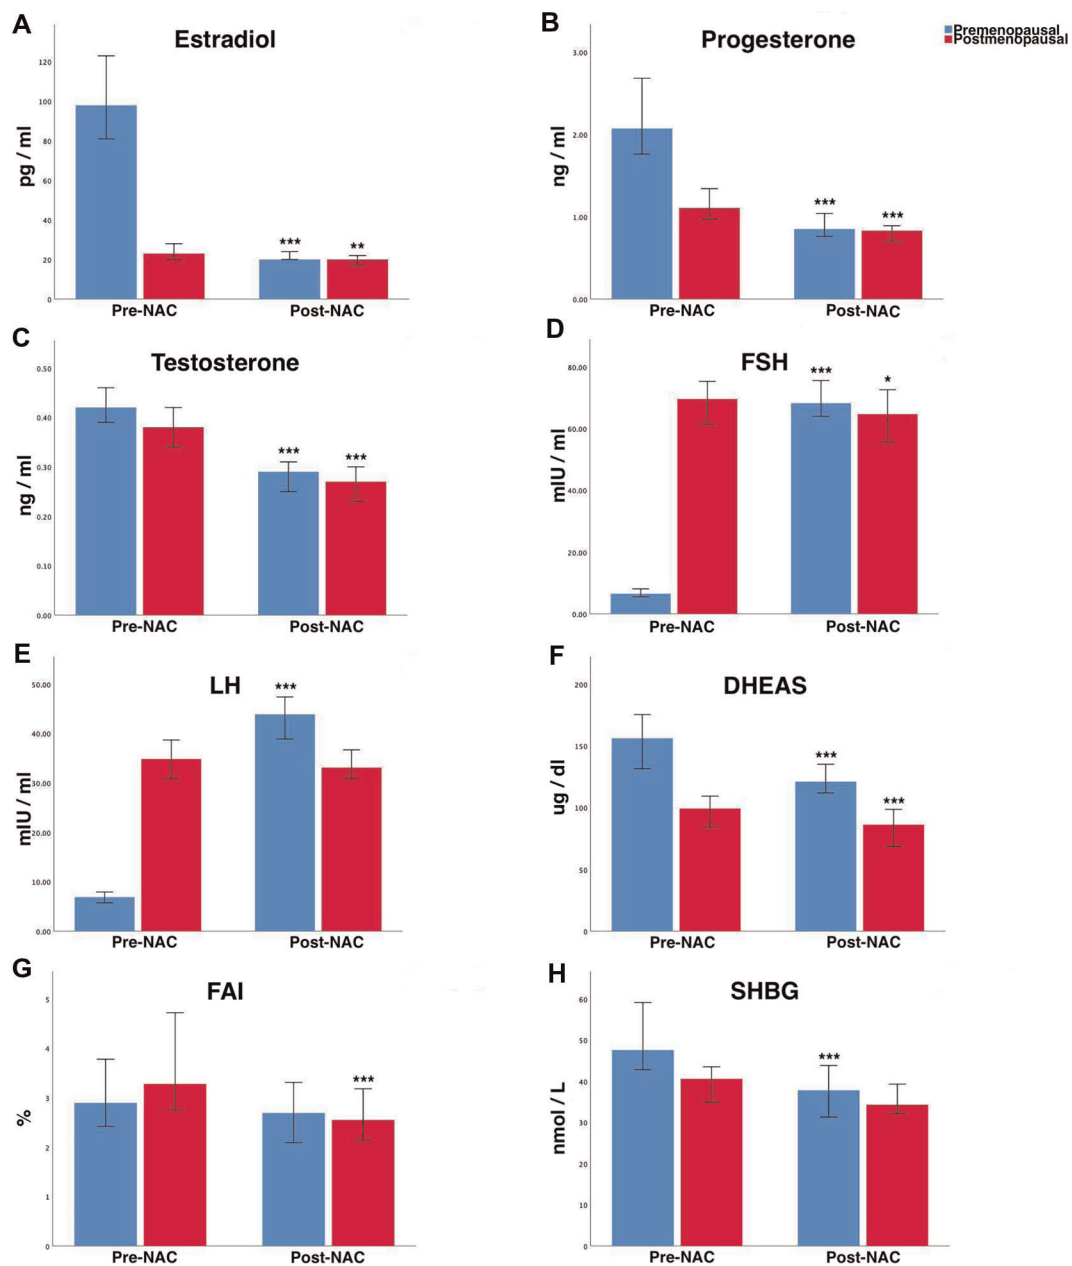 A
Estradiol
pg / ml
120
100
80
60
40
20
0
***
**
Pre-NAC
Post-NAC
B
Progesterone
Premenopausal
Postmenopausal
ng / ml
3.00
2.00
1.00
0.00
***
***
Pre-NAC
Post-NAC
C
Testosterone
ng / ml
0.50
0.40
0.30
0.20
0.10
0.00
***
***
Pre-NAC
Post-NAC
D
FSH
mIU / ml
80.00
60.00
40.00
20.00
0.00
***
*
Pre-NAC
Post-NAC
E
LH
mIU / ml
50.00
40.00
30.00
20.00
10.00
0.00
***
Pre-NAC
Post-NAC
F
DHEAS
ug / dl
200
150
100
50
0
***
***
Pre-NAC
Post-NAC
G
FAI
%
5
4
3
2
1
0
***
Pre-NAC
Post-NAC
H
SHBG
nmol / L
60
50
40
30
20
10
0
***
Pre-NAC
Post-NAC